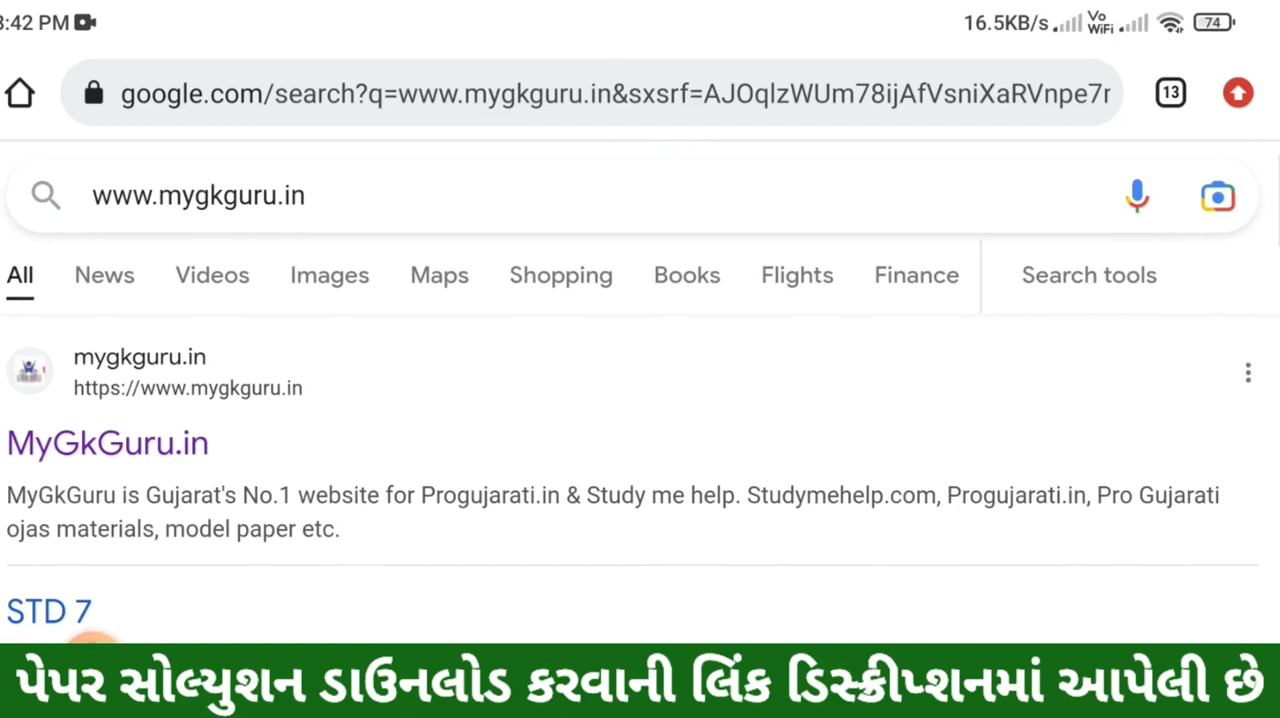 3:42 PM
16.5KB/s Vo WiFi 74
google.com/search?q=www.mygkguru.in&sxsrf=AJOqlzWUm78ijAfVsniXaRVnpe7r
13
www.mygkguru.in
All News Videos Images Maps Shopping Books Flights Finance Search tools
mygkguru.in
https://www.mygkguru.in
MyGkGuru.in
MyGkGuru is Gujarat's No.1 website for Progujarati.in & Study me help. Studymehelp.com, Progujarati.in, Pro Gujarati
ojas materials, model paper etc.
STD 7
પેપર સોલ્યુશન ડાઉનલોડ કરવાની લિંક ડિસ્ક્રીપ્શનમાં આપેલી છે